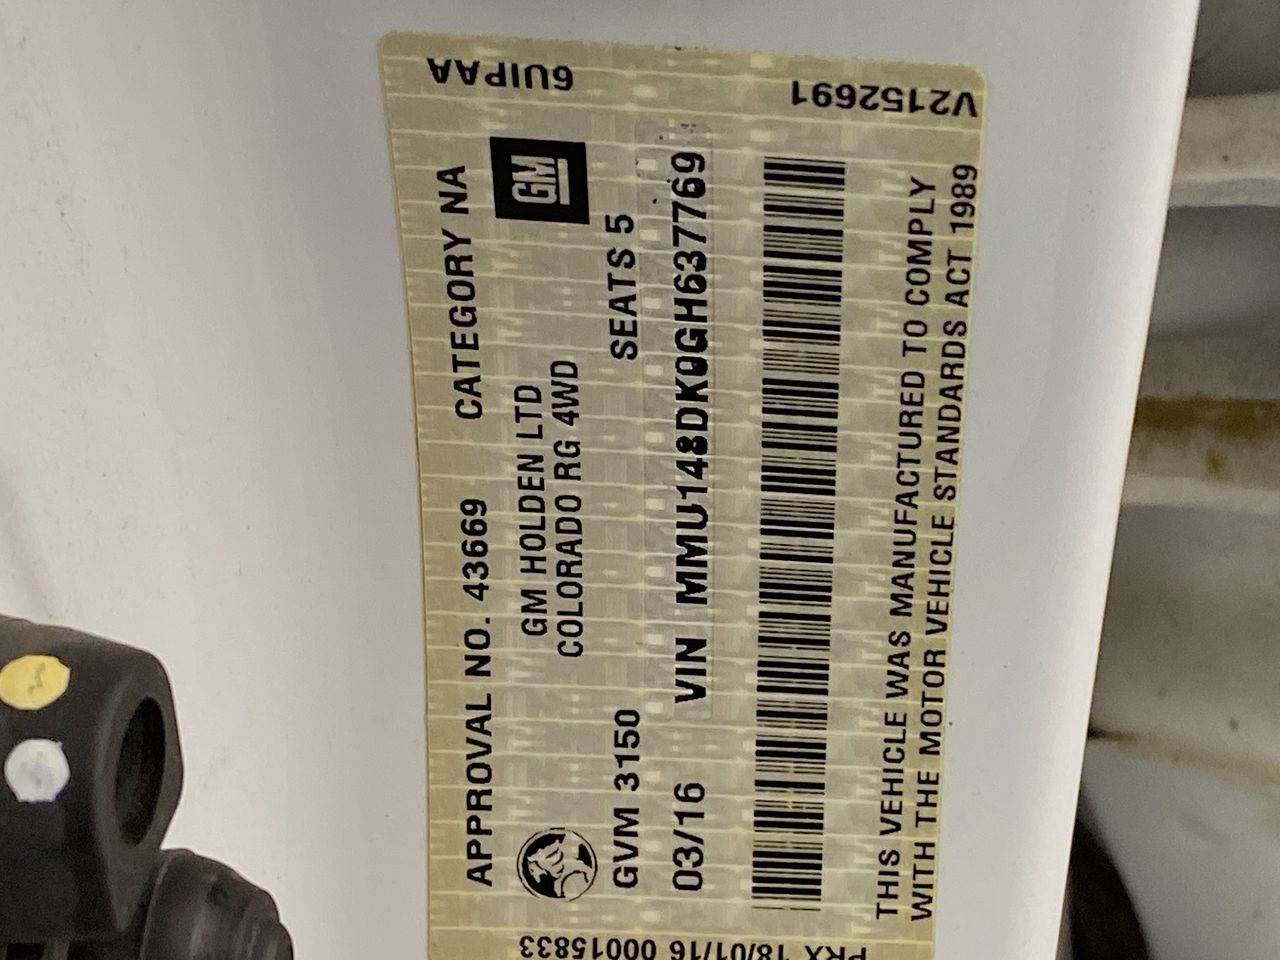 APPROVAL NO. 43669 CATEGORY NA
GM HOLDEN LTD
COLORADO RG 4WD
GM
GVM 3150 SEATS 5
03/16 VIN MMU148DK0GH637769
THIS VEHICLE WAS MANUFACTURED TO COMPLY
WITH THE MOTOR VEHICLE STANDARDS ACT 1989
6UIPAA
V2152691
PRX 18/01/16 00015833